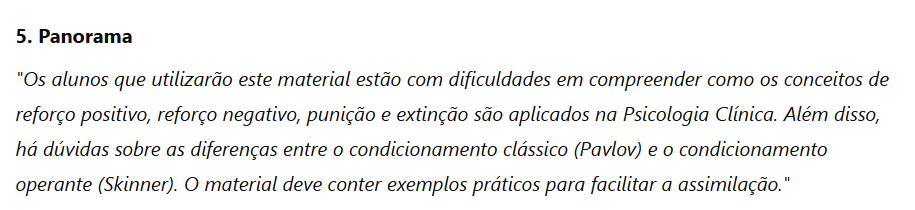 5. Panorama
"Os alunos que utilizarão este material estão com dificuldades em compreender como os conceitos de
reforço positivo, reforço negativo, punição e extinção são aplicados na Psicologia Clínica. Além disso,
há dúvidas sobre as diferenças entre o condicionamento clássico (Pavlov) e o condicionamento
operante (Skinner). O material deve conter exemplos práticos para facilitar a assimilação."